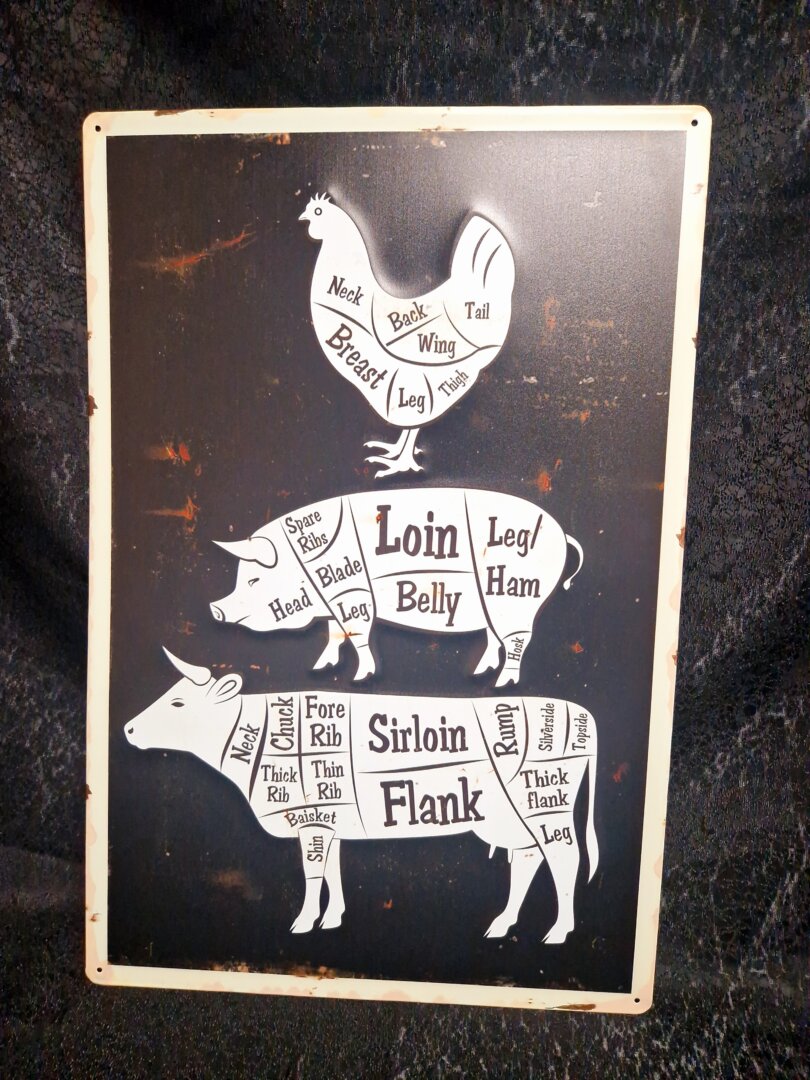 Neck
Back
Tail
Wing
Breast
Leg
Thigh
Spare
Ribs
Loin
Leg/
Ham
Blade
Head
Leg
Belly
Hosk
Neck
Chuck
Fore
Rib
Sirloin
Rump
Silverside
Topside
Thick
Rib
Thin
Rib
Flank
Thick
flank
Baisket
Shin
Leg